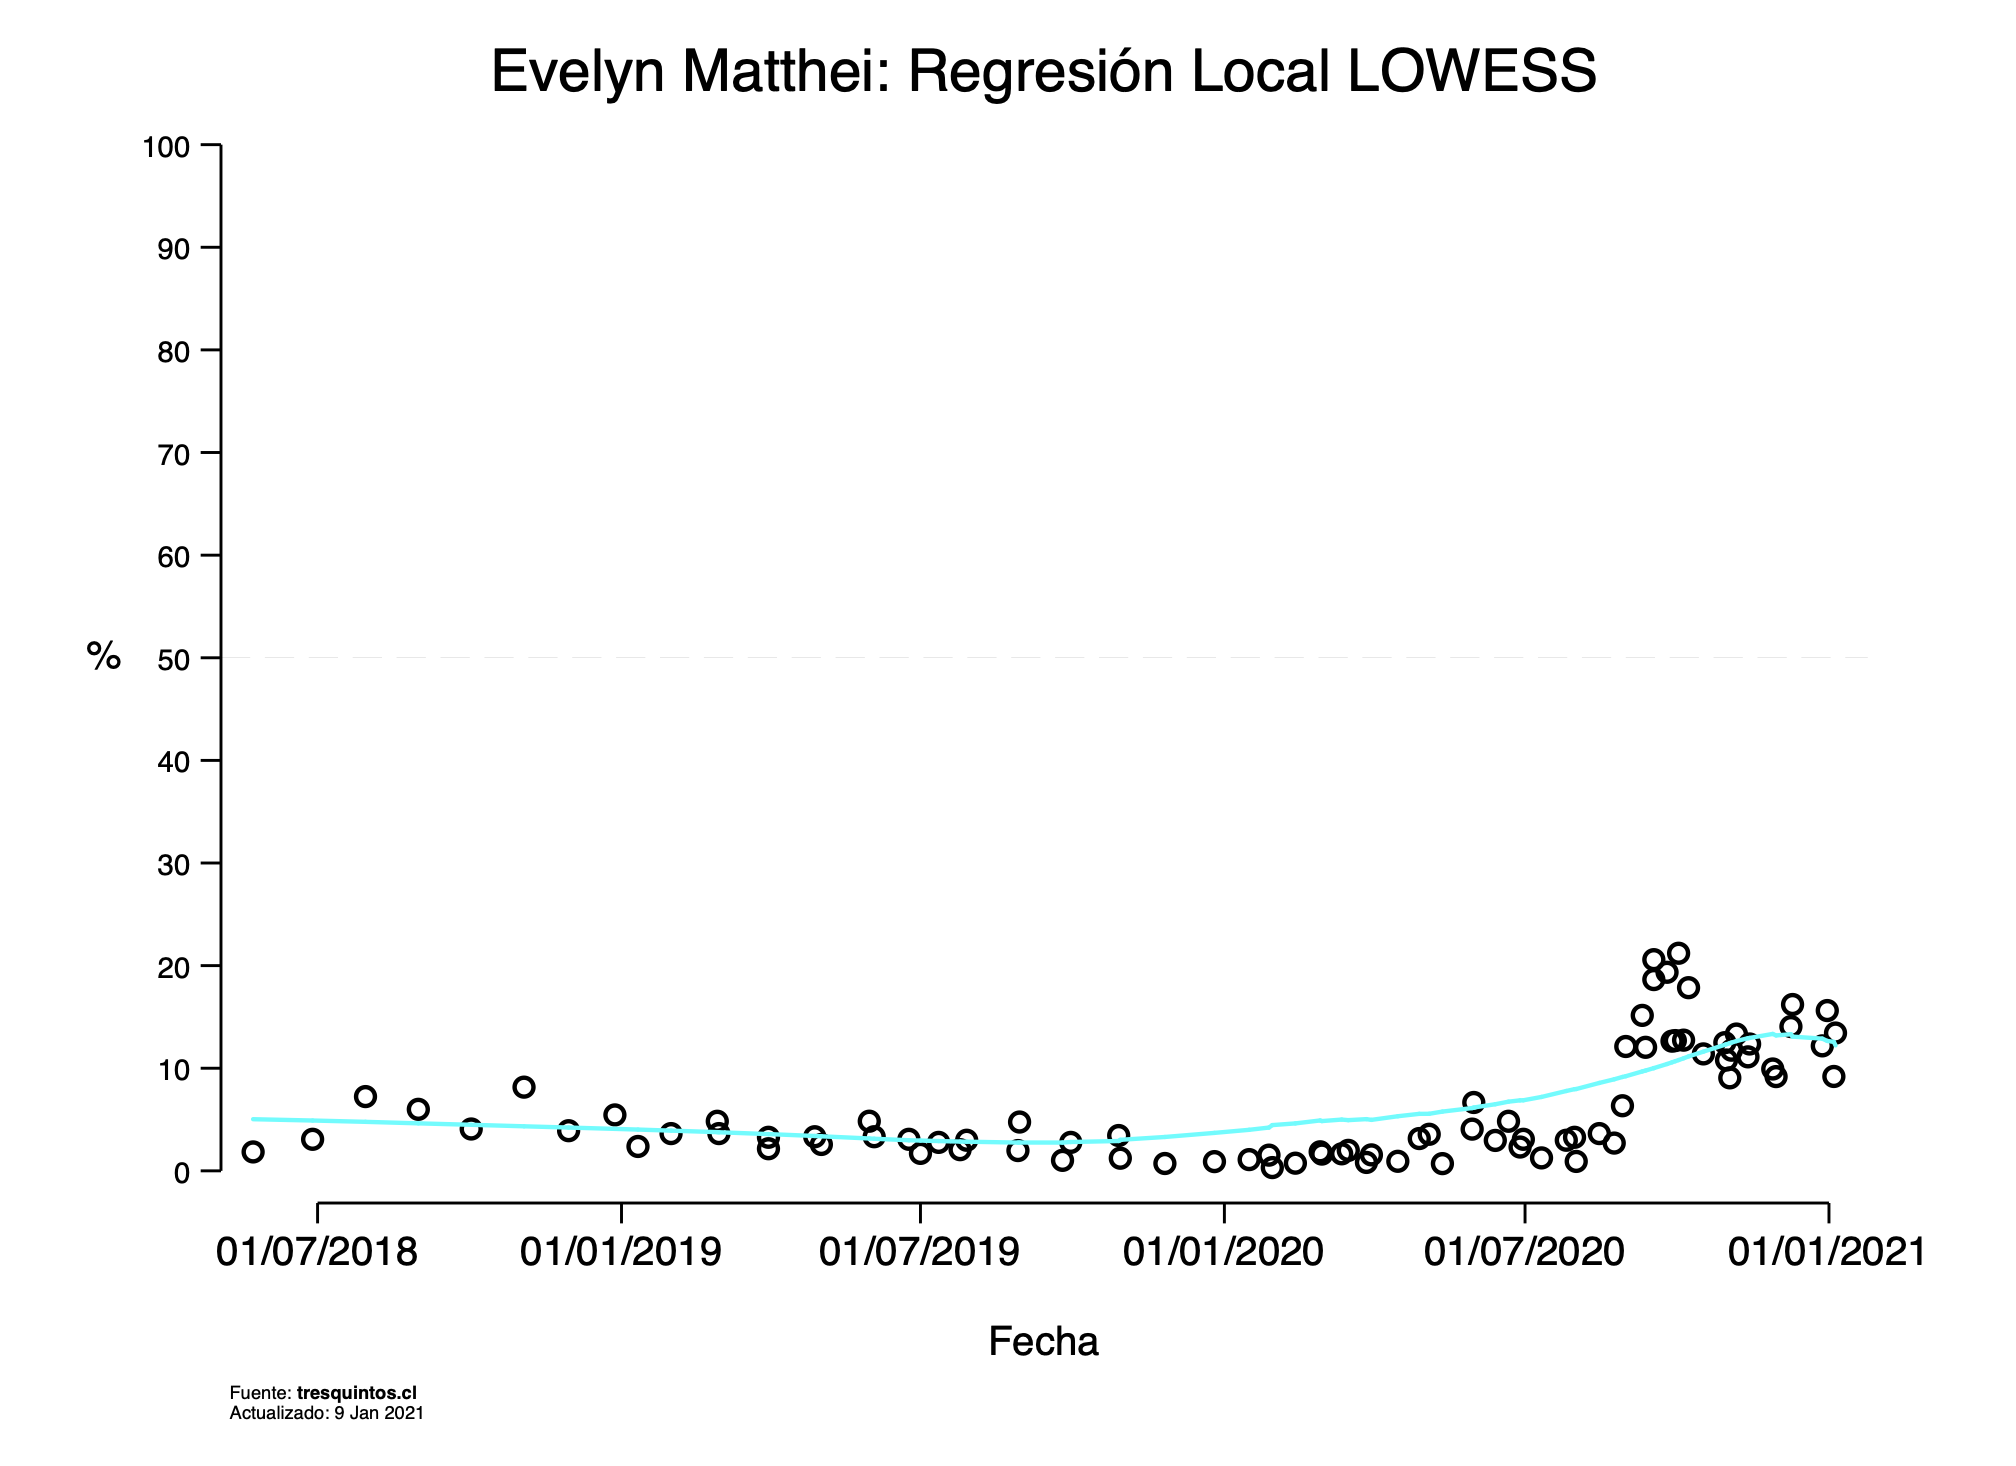 Evelyn Matthei: Regresión Local LOWESS
100
90
80
70
60
%
50
40
30
20
10
0
01/07/2018 01/01/2019 01/07/2019 01/01/2020 01/07/2020 01/01/2021
Fecha
Fuente: tresquintos.cl
Actualizado: 9 Jan 2021